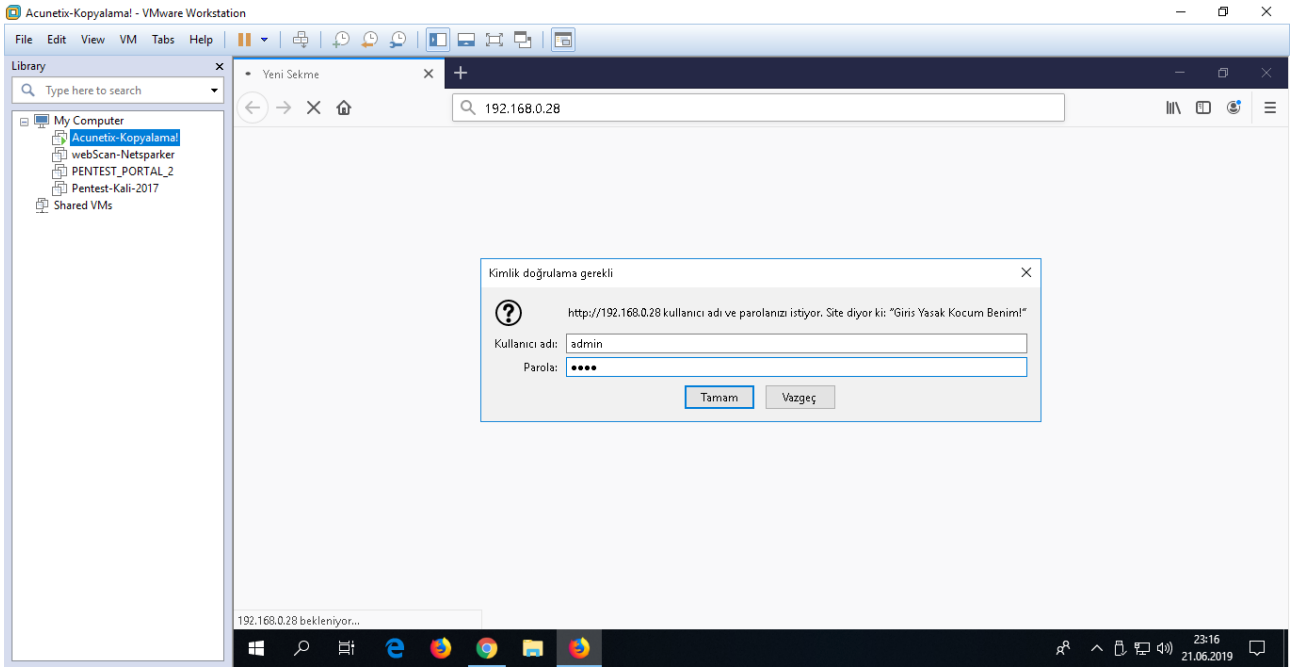 Acunetix-Kopyalama! - VMware Workstation
File Edit View VM Tabs Help
Library
Type here to search
My Computer
Acunetix-Kopyalama!
webScan-Netsparker
PENTEST_PORTAL_2
Pentest-Kali-2017
Shared VMs
Yeni Sekme
192.168.0.28
Kimlik doğrulama gerekli
http://192.168.0.28 kullanıcı adı ve parolanızı istiyor. Site diyor ki: “Giris Yasak Kocum Benim!”
Kullanıcı adı: admin
Parola: ●●●●
Tamam Vazgeç
192.168.0.28 bekleniyor...
23:16
21.06.2019